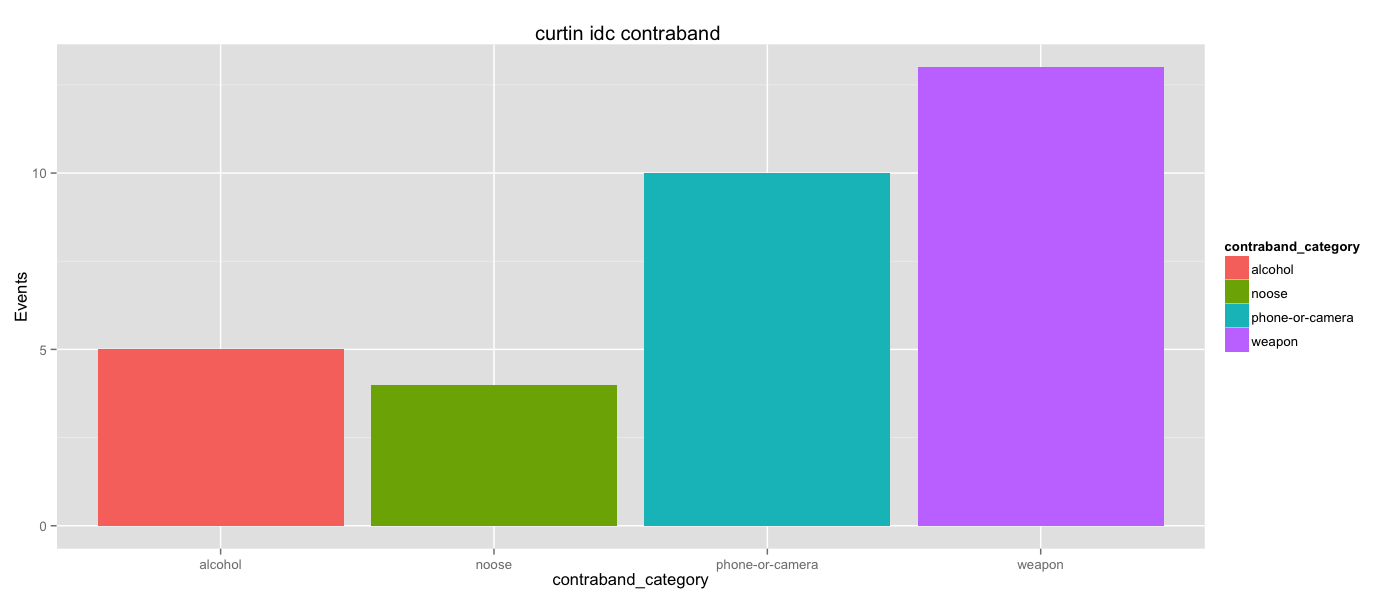 curtin idc contraband
Events
10
5
0
alcohol
noose
phone-or-camera
weapon
contraband_category
contraband_category
alcohol
noose
phone-or-camera
weapon